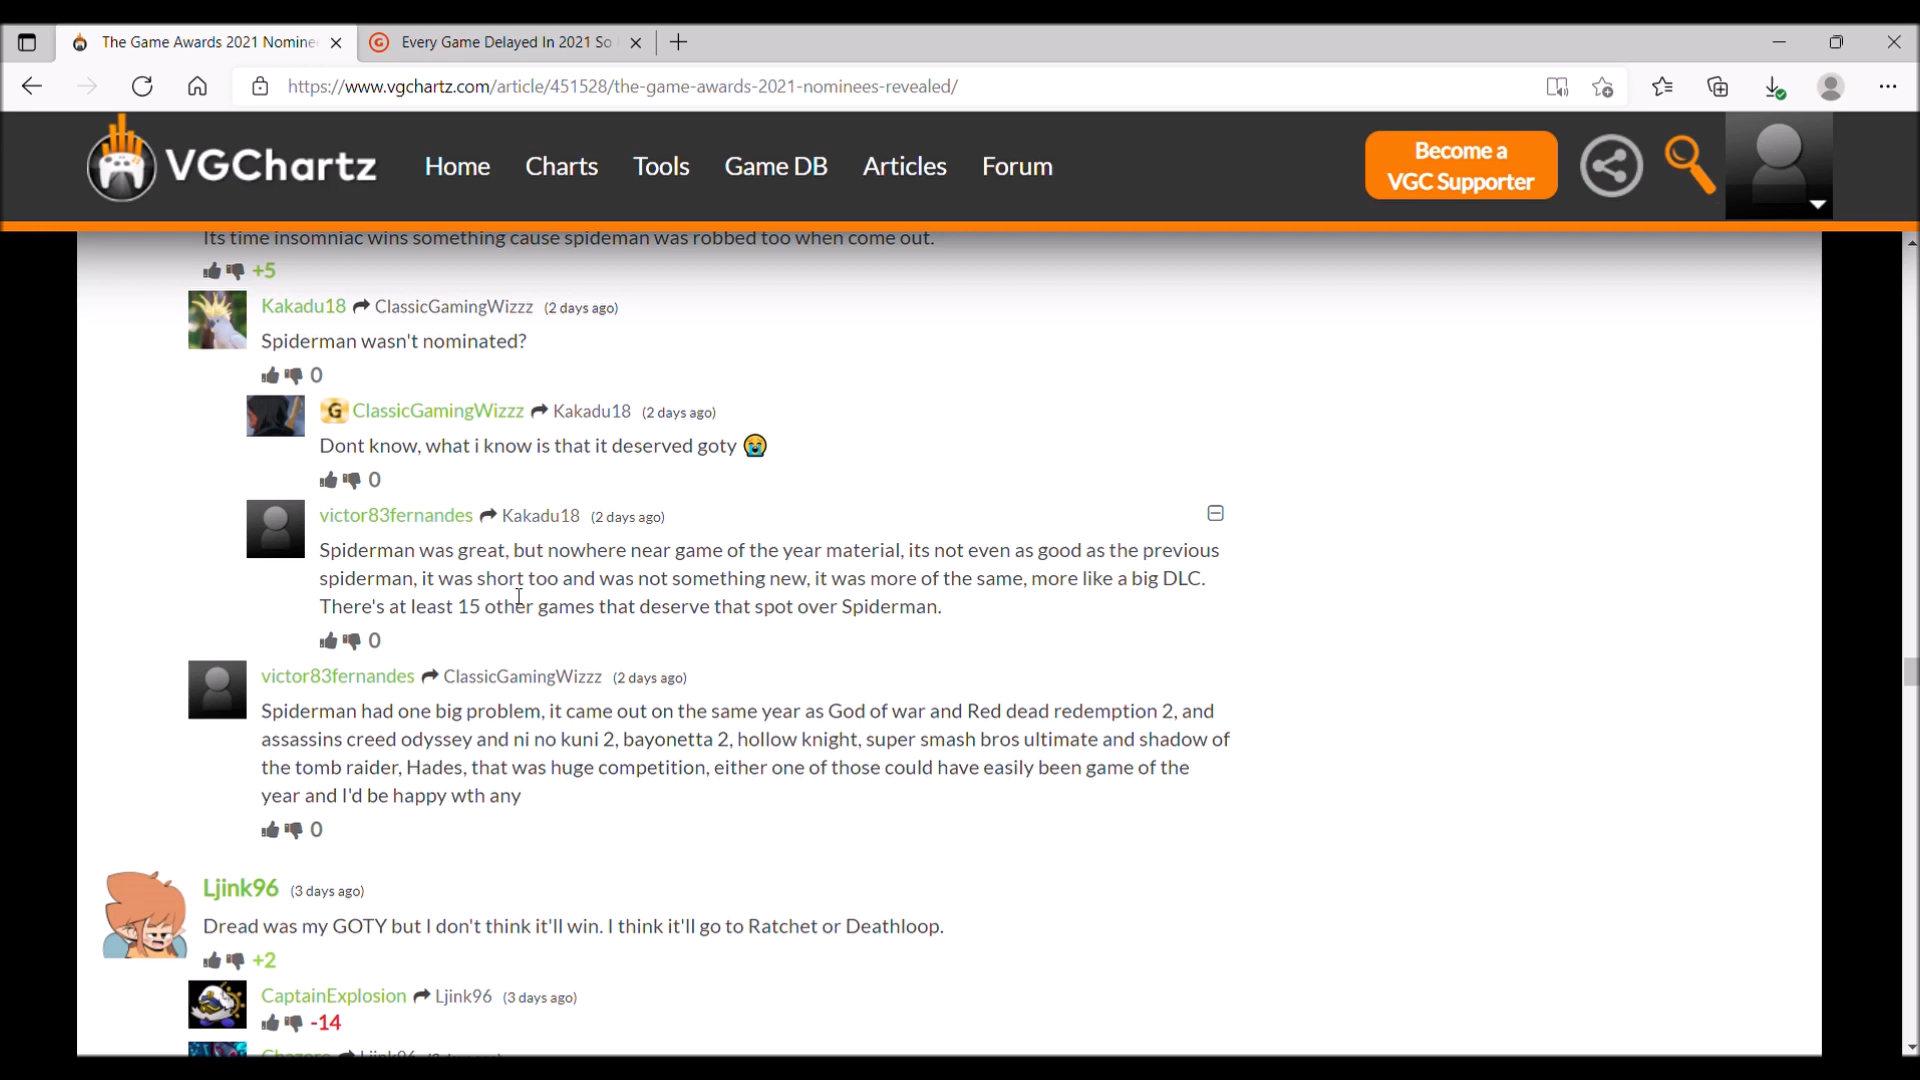 The Game Awards 2021 Nomine
Every Game Delayed In 2021 So
https://www.vgchartz.com/article/451528/the-game-awards-2021-nominees-revealed/
VGChartz
Home
Charts
Tools
Game DB
Articles
Forum
Become a
VGC Supporter
Its time insomniac wins something cause spideman was robbed too when come out.
+5
Kakadu18 ClassicGamingWizzz (2 days ago)
Spiderman wasn't nominated?
0
G ClassicGamingWizzz Kakadu18 (2 days ago)
Dont know, what i know is that it deserved goty 😭
0
victor83fernandes Kakadu18 (2 days ago)
Spiderman was great, but nowhere near game of the year material, its not even as good as the previous
spiderman, it was short too and was not something new, it was more of the same, more like a big DLC.
There's at least 15 other games that deserve that spot over Spiderman.
0
victor83fernandes ClassicGamingWizzz (2 days ago)
Spiderman had one big problem, it came out on the same year as God of war and Red dead redemption 2, and
assassins creed odyssey and ni no kuni 2, bayonetta 2, hollow knight, super smash bros ultimate and shadow of
the tomb raider, Hades, that was huge competition, either one of those could have easily been game of the
year and I'd be happy wth any
0
Ljink96 (3 days ago)
Dread was my GOTY but I don't think it'll win. I think it'll go to Ratchet or Deathloop.
+2
CaptainExplosion Ljink96 (3 days ago)
-14